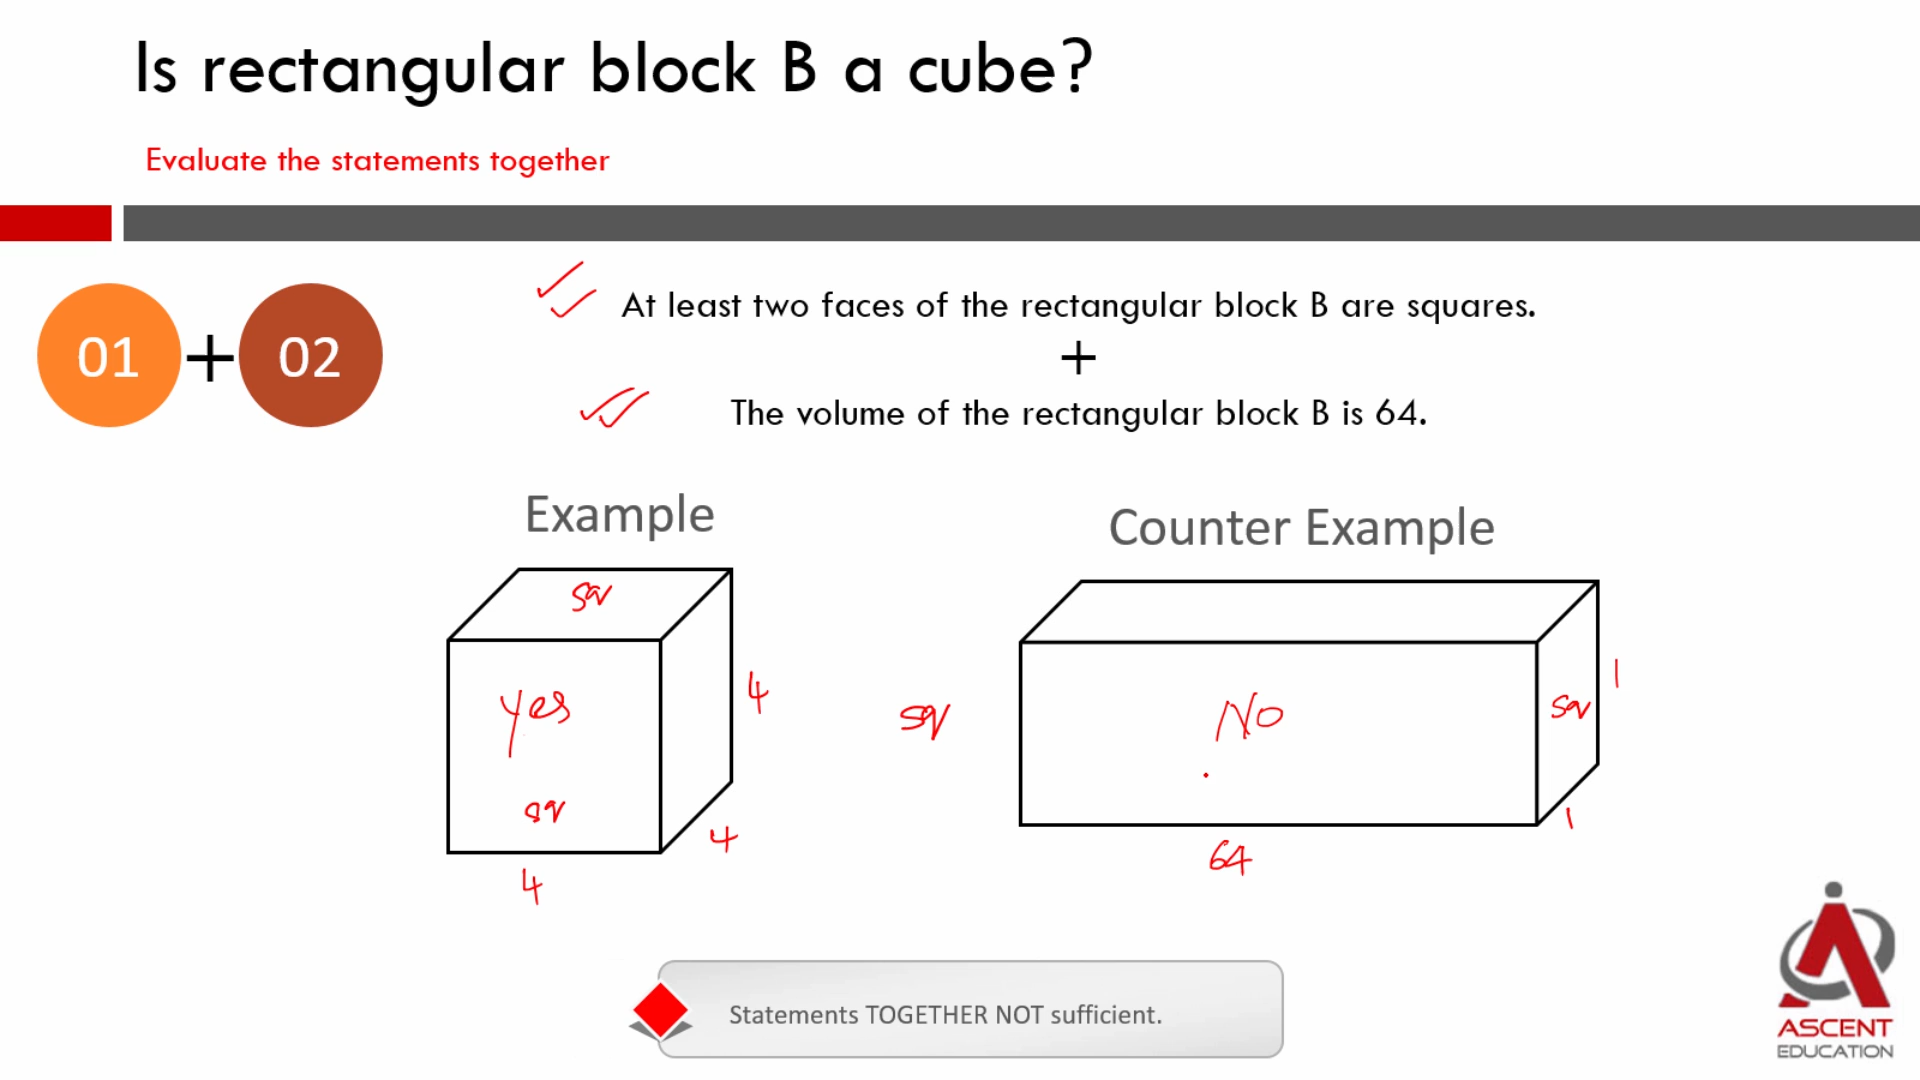 Is rectangular block B a cube?
Evaluate the statements together
01 + 02
At least two faces of the rectangular block B are squares.
+
The volume of the rectangular block B is 64.
Example
Counter Example
sq
yes
4
sq
4
4
sq
No
sq
1
1
64
Statements TOGETHER NOT sufficient.
ASCENT
EDUCATION